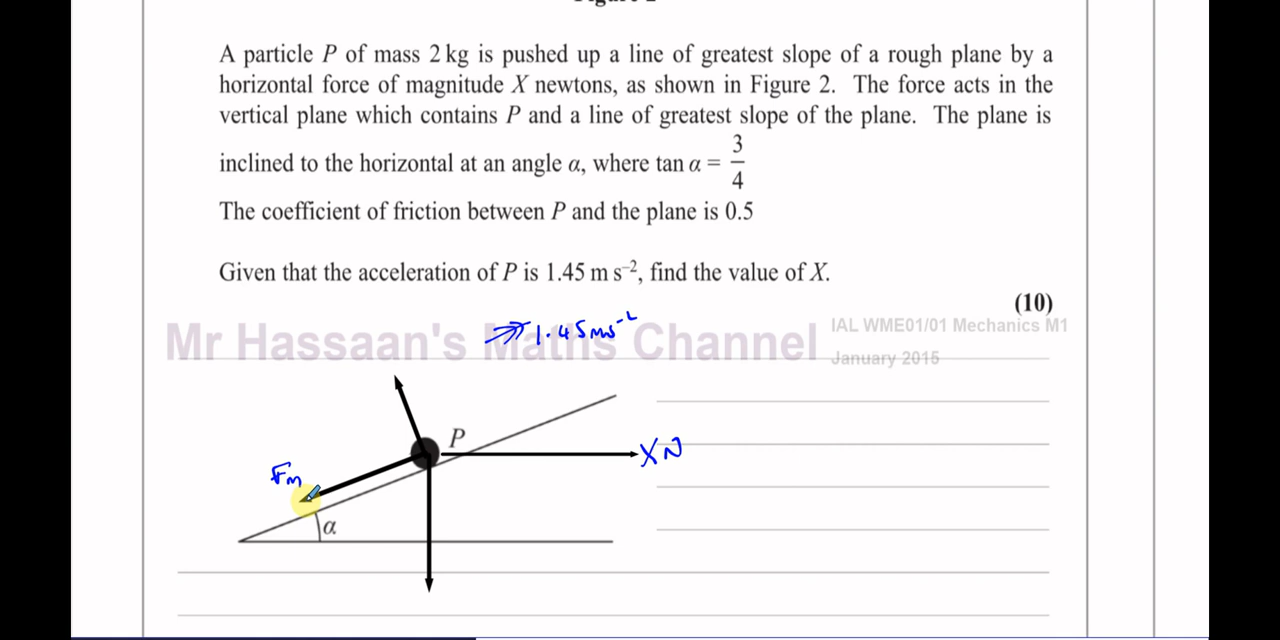 A particle P of mass 2 kg is pushed up a line of greatest slope of a rough plane by a
horizontal force of magnitude X newtons, as shown in Figure 2. The force acts in the
vertical plane which contains P and a line of greatest slope of the plane. The plane is
inclined to the horizontal at an angle α, where tan α = 3/4
The coefficient of friction between P and the plane is 0.5
Given that the acceleration of P is 1.45 m s⁻², find the value of X.
(10)
Mr Hassaan's Maths Channel
IAL WME01/01 Mechanics M1
January 2015
1.45ms⁻²
P
XN
Fm
α